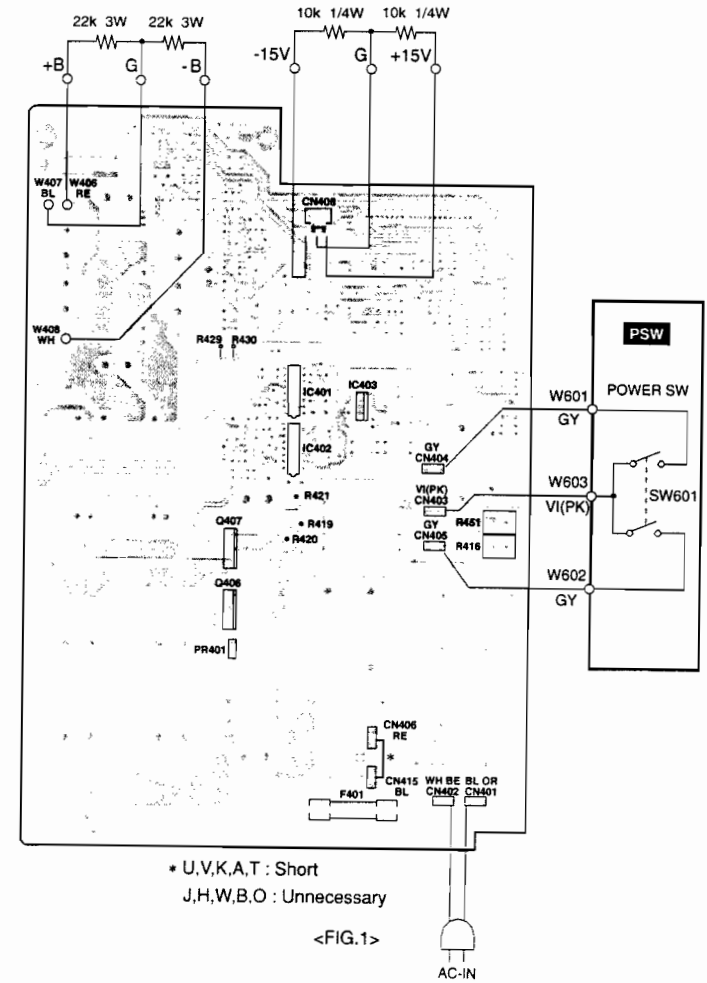 22k 3W 22k 3W
10k 1/4W 10k 1/4W
+B G -B
-15V G +15V
W407 BL
W406 RE
CN408
W408 WH
R429 R430
IC401
IC403
IC402
PSW
POWER SW
W601
GY
GY
CN404
W603
VI(PK)
VI(PK)
CN403
SW601
R421
R451
GY
CN405
R419
R420
R416
Q407
W602
GY
Q406
PR401
CN406
RE
*
CN415
BL
F401
WH BE
CN402
BL OR
CN401
* U,V,K,A,T : Short
J,H,W,B,O : Unnecessary
<FIG.1>
AC-IN